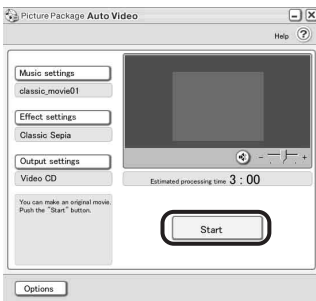 Picture Package Auto Video
Help ?
Music settings
classic_movie01
Effect settings
Classic Sepia
Output settings
Video CD
- +
Estimated processing time 3 : 00
You can make an original movie.
Push the "Start" button.
Start
Options